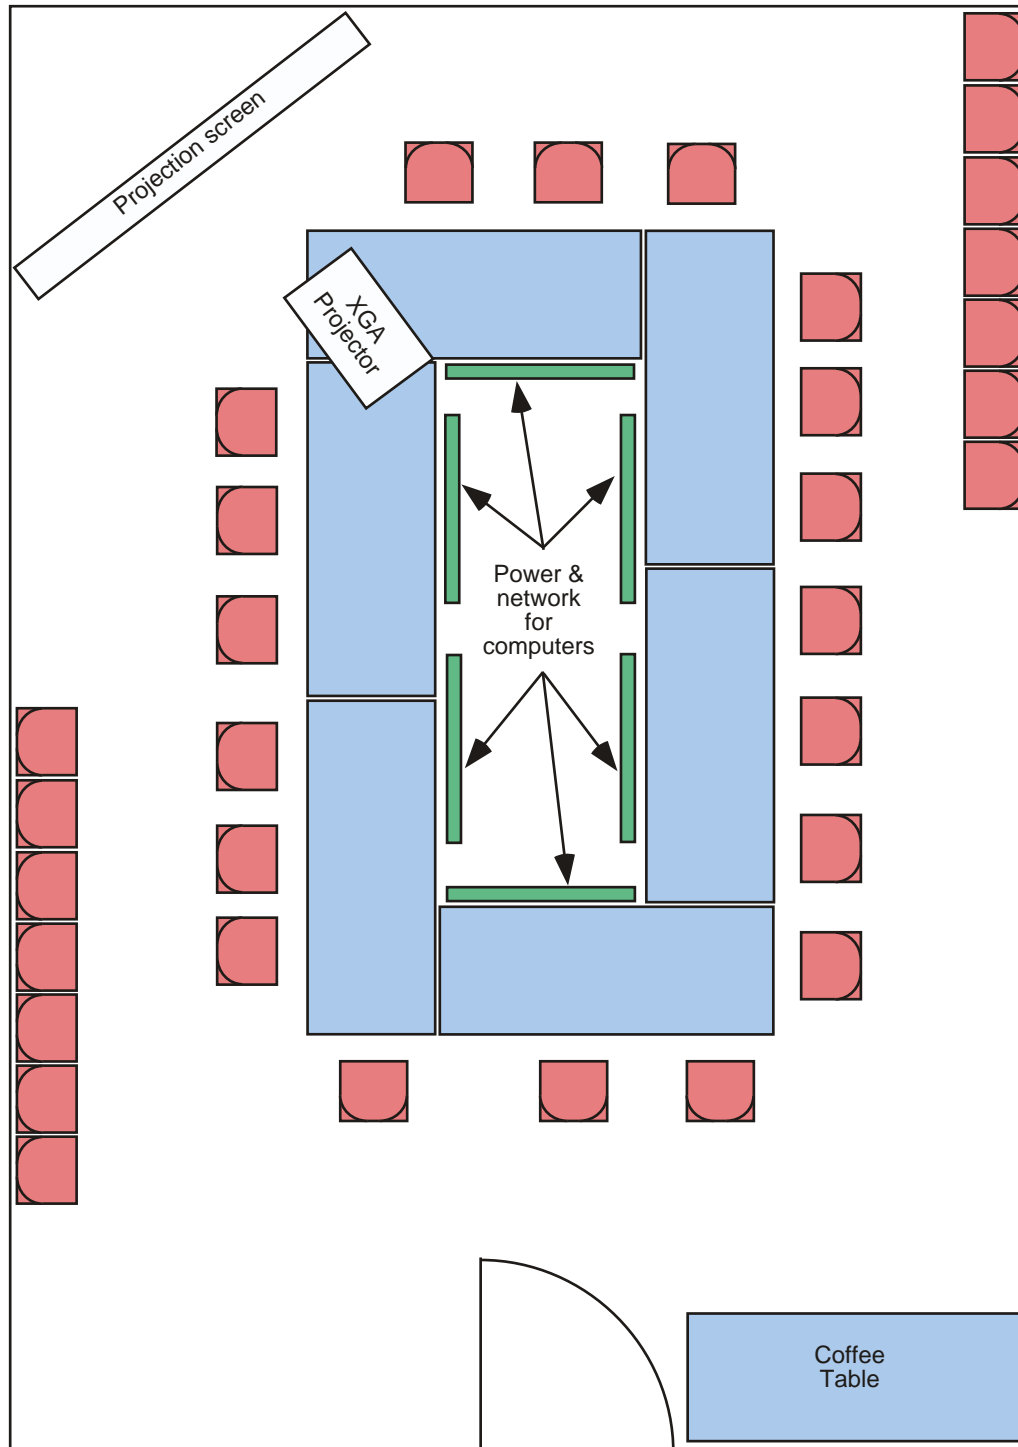 Projection screen
XGA
Projector
Power &
network
for
computers
Coffee
Table